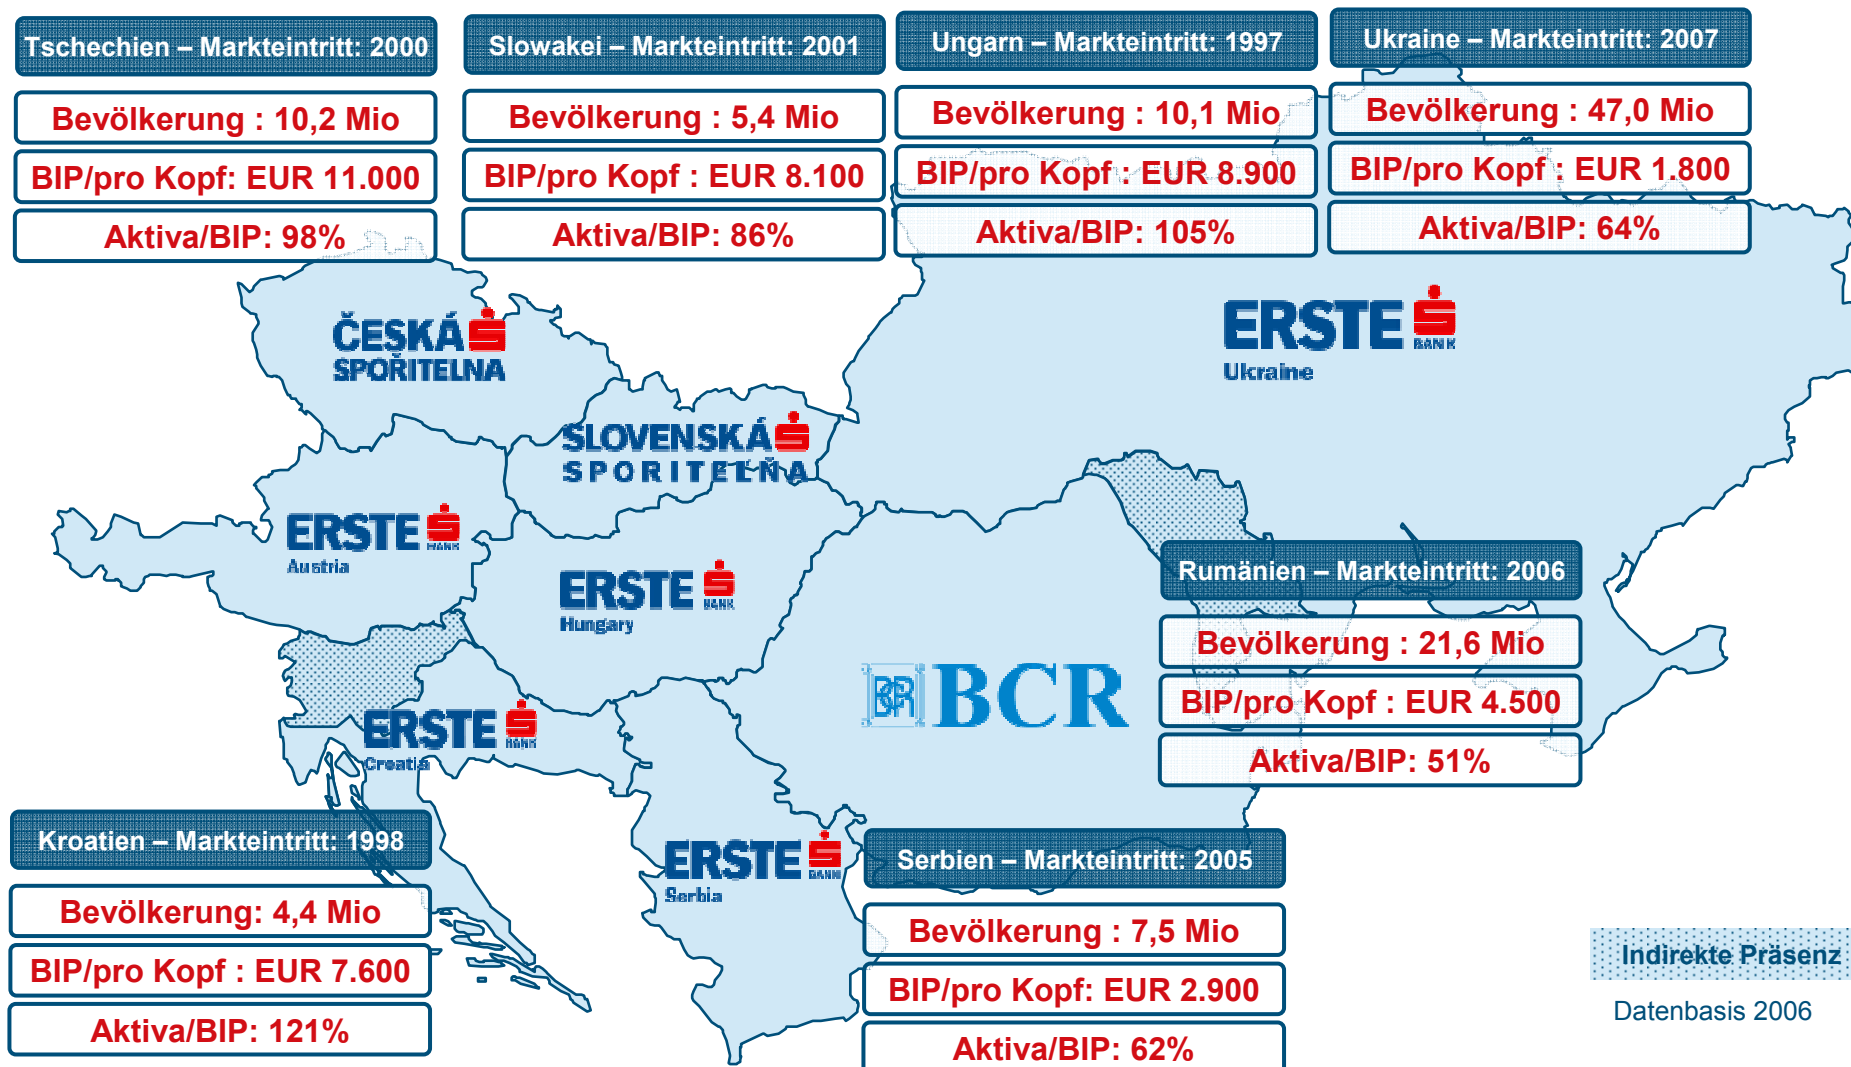 Tschechien – Markteintritt: 2000
Bevölkerung : 10,2 Mio
BIP/pro Kopf: EUR 11.000
Aktiva/BIP: 98%
Slowakei – Markteintritt: 2001
Bevölkerung : 5,4 Mio
BIP/pro Kopf : EUR 8.100
Aktiva/BIP: 86%
Ungarn – Markteintritt: 1997
Bevölkerung : 10,1 Mio
BIP/pro Kopf : EUR 8.900
Aktiva/BIP: 105%
Ukraine – Markteintritt: 2007
Bevölkerung : 47,0 Mio
BIP/pro Kopf : EUR 1.800
Aktiva/BIP: 64%
ČESKÁ
SPOŘITELNA
ERSTE
BANK
Ukraine
SLOVENSKÁ
SPORITEĽŇA
ERSTE
BANK
Austria
ERSTE
BANK
Hungary
Rumänien – Markteintritt: 2006
Bevölkerung : 21,6 Mio
BIP/pro Kopf : EUR 4.500
Aktiva/BIP: 51%
BCR BCR
ERSTE
BANK
Croatia
Kroatien – Markteintritt: 1998
Bevölkerung: 4,4 Mio
BIP/pro Kopf : EUR 7.600
Aktiva/BIP: 121%
ERSTE
BANK
Serbia
Serbien – Markteintritt: 2005
Bevölkerung : 7,5 Mio
BIP/pro Kopf: EUR 2.900
Aktiva/BIP: 62%
Indirekte Präsenz
Datenbasis 2006